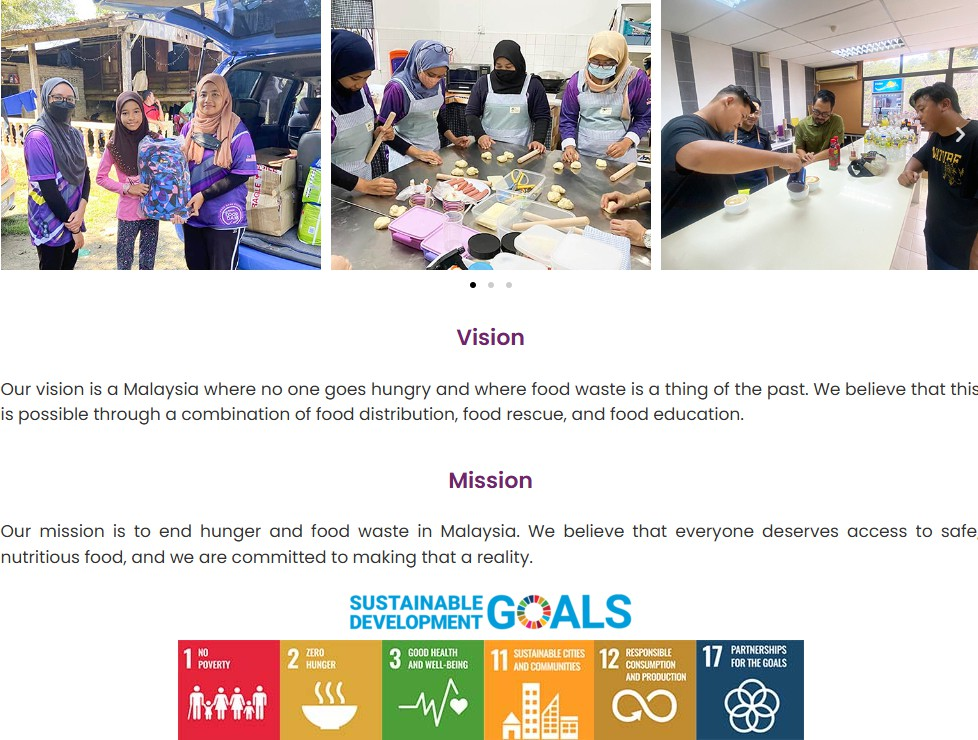 Vision
Our vision is a Malaysia where no one goes hungry and where food waste is a thing of the past. We believe that this
is possible through a combination of food distribution, food rescue, and food education.
Mission
Our mission is to end hunger and food waste in Malaysia. We believe that everyone deserves access to safe,
nutritious food, and we are committed to making that a reality.
SUSTAINABLE
DEVELOPMENT
GOALS
1 NO
POVERTY
2 ZERO
HUNGER
3 GOOD HEALTH
AND WELL-BEING
11 SUSTAINABLE CITIES
AND COMMUNITIES
12 RESPONSIBLE
CONSUMPTION
AND PRODUCTION
17 PARTNERSHIPS
FOR THE GOALS